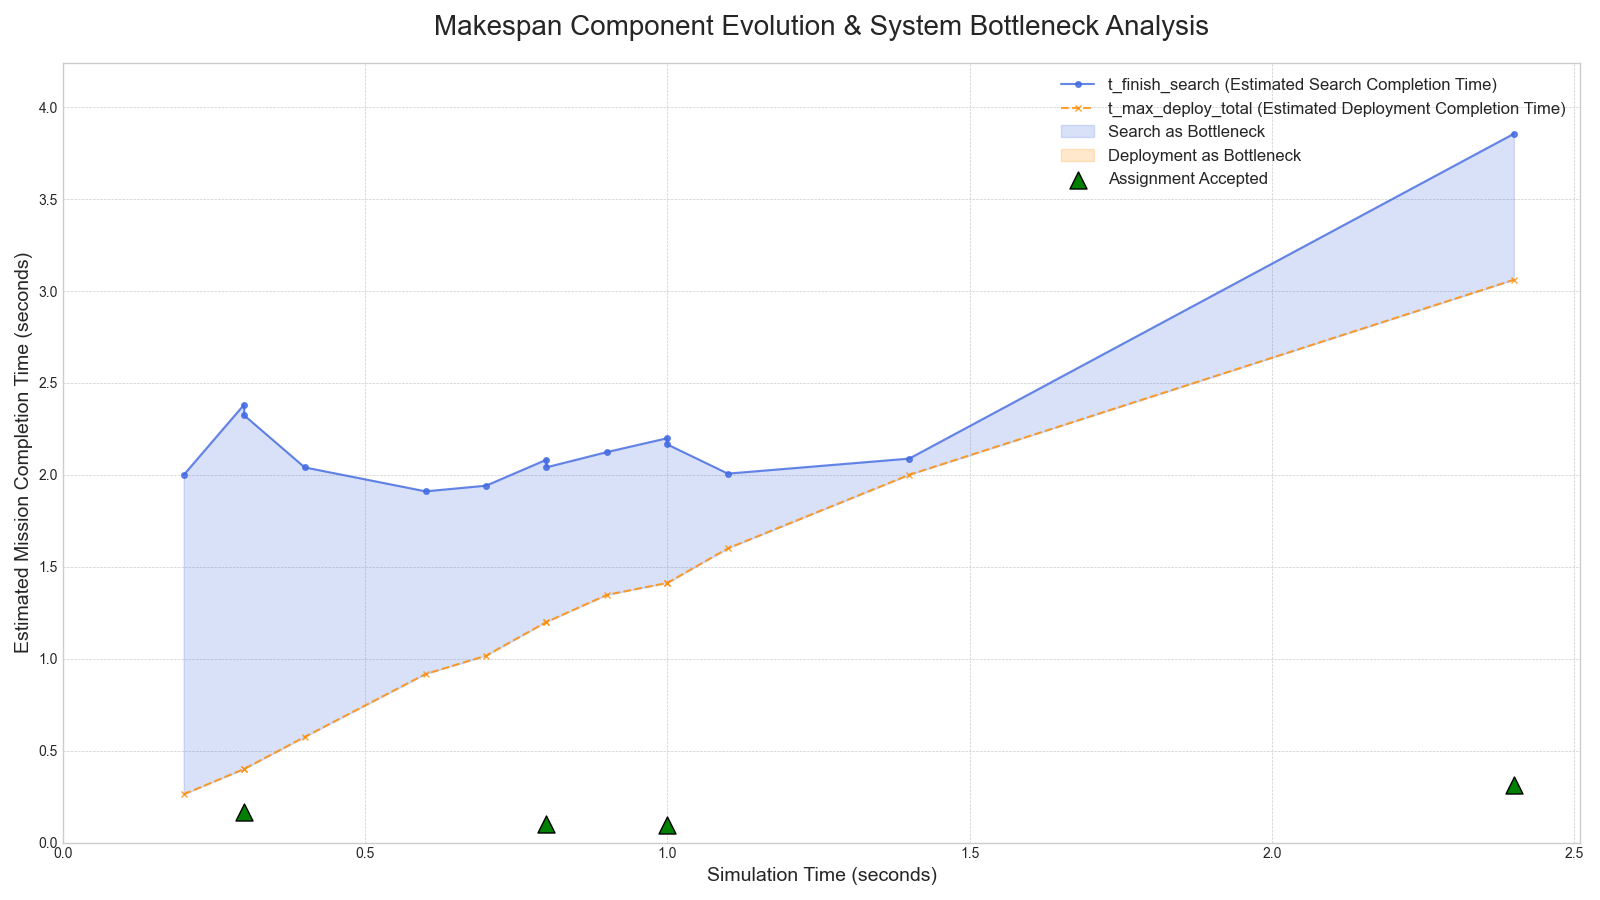 Makespan Component Evolution & System Bottleneck Analysis
t_finish_search (Estimated Search Completion Time)
t_max_deploy_total (Estimated Deployment Completion Time)
Search as Bottleneck
Deployment as Bottleneck
Assignment Accepted
Estimated Mission Completion Time (seconds)
4.0
3.5
3.0
2.5
2.0
1.5
1.0
0.5
0.0
0.0 0.5 1.0 1.5 2.0 2.5
Simulation Time (seconds)